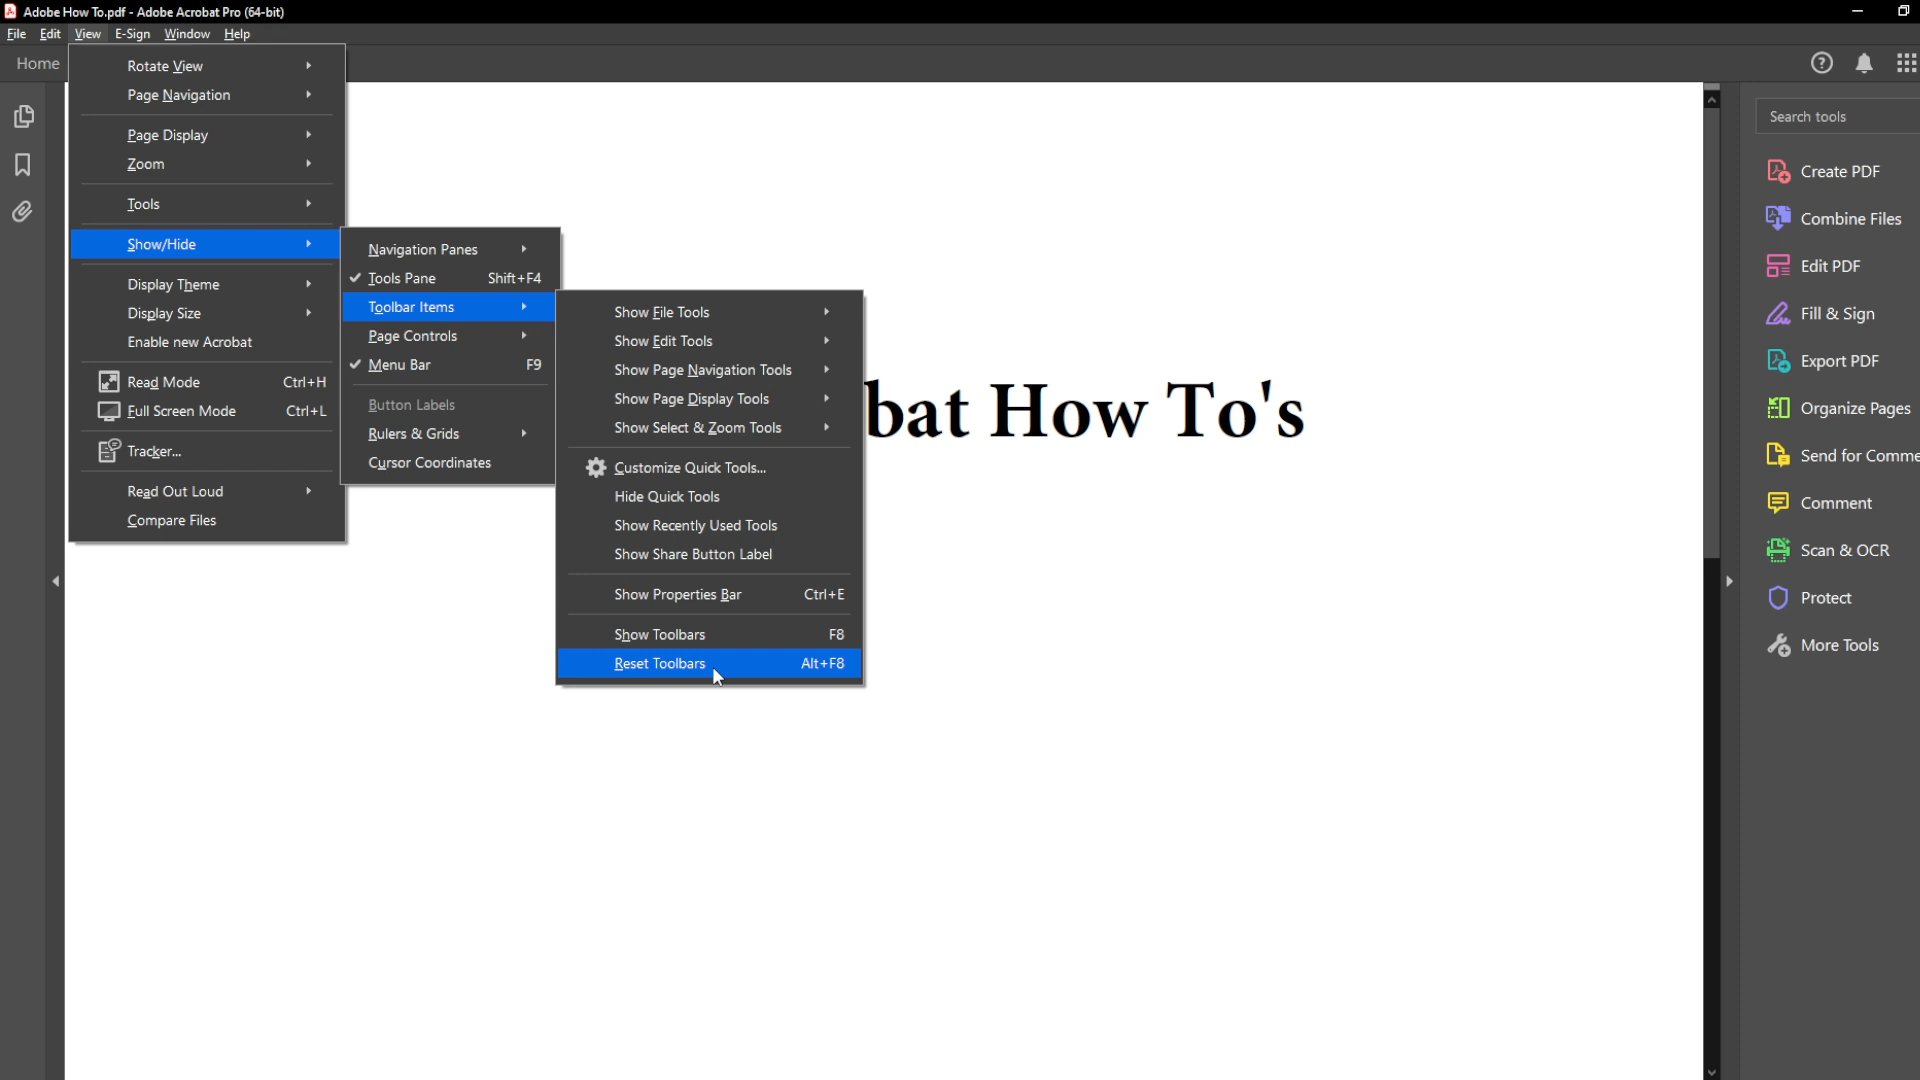 Adobe How To.pdf - Adobe Acrobat Pro (64-bit)
File Edit View E-Sign Window Help
Home
Rotate View
Page Navigation
Page Display
Zoom
Tools
Show/Hide
Display Theme
Display Size
Enable new Acrobat
Read Mode Ctrl+H
Full Screen Mode Ctrl+L
Tracker...
Read Out Loud
Compare Files
Navigation Panes
Tools Pane Shift+F4
Toolbar Items
Page Controls
Menu Bar F9
Button Labels
Rulers & Grids
Cursor Coordinates
Show File Tools
Show Edit Tools
Show Page Navigation Tools
Show Page Display Tools
Show Select & Zoom Tools
Customize Quick Tools...
Hide Quick Tools
Show Recently Used Tools
Show Share Button Label
Show Properties Bar Ctrl+E
Show Toolbars F8
Reset Toolbars Alt+F8
bat How To's
Search tools
Create PDF
Combine Files
Edit PDF
Fill & Sign
Export PDF
Organize Pages
Send for Comme
Comment
Scan & OCR
Protect
More Tools